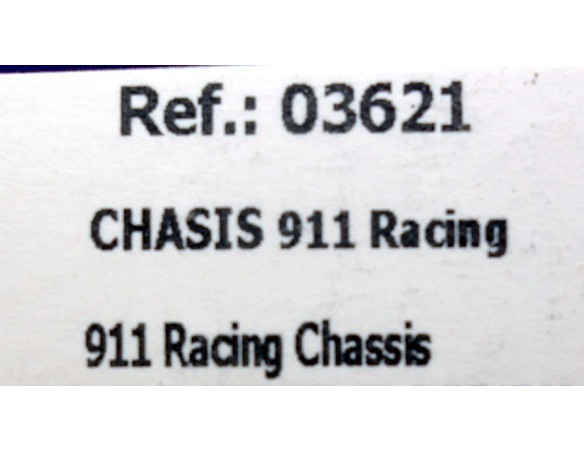 Ref.: 03621
CHASIS 911 Racing
911 Racing Chassis